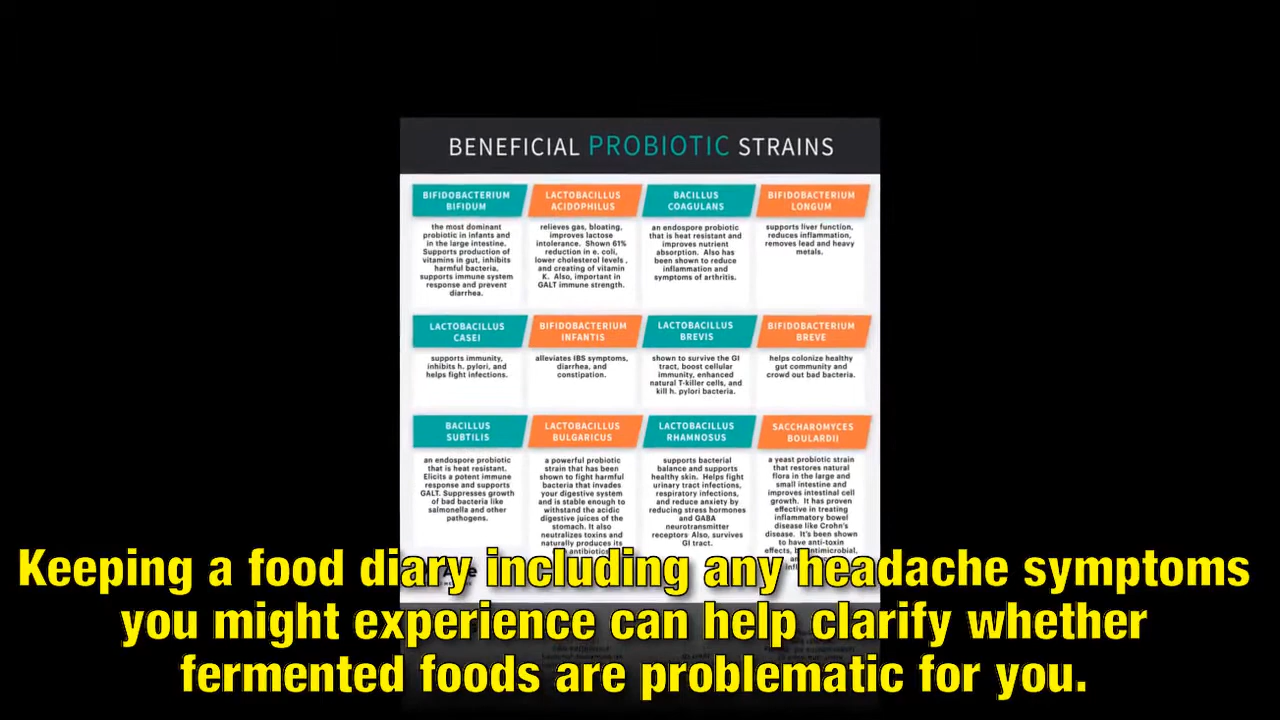 BENEFICIAL PROBIOTIC STRAINS
BIFIDOBACTERIUM
BIFIDUM
the most dominant
probiotic in infants and
in the large intestine.
Supports production of
vitamins in gut, inhibits
harmful bacteria,
supports immune system
response and prevent
diarrhea.
LACTOBACILLUS
ACIDOPHILUS
relieves gas, bloating,
improves lactose
intolerance. Shown 61%
reduction in e. coli,
lower cholesterol levels ,
and creating of vitamin
K. Also, important in
GALT immune strength.
BACILLUS
COAGULANS
an endospore probiotic
that is heat resistant and
improves nutrient
absorption. Also has
been shown to reduce
inflammation and
symptoms of arthritis.
BIFIDOBACTERIUM
LONGUM
supports liver function,
reduces inflammation,
removes lead and heavy
metals.
LACTOBACILLUS
CASEI
supports immunity,
inhibits h. pylori, and
helps fight infections.
BIFIDOBACTERIUM
INFANTIS
alleviates IBS symptoms,
diarrhea, and
constipation.
LACTOBACILLUS
BREVIS
shown to survive the GI
tract, boost cellular
immunity, enhanced
natural T-killer cells, and
kill h. pylori bacteria.
BIFIDOBACTERIUM
BREVE
helps colonize healthy
gut community and
crowd out bad bacteria.
BACILLUS
SUBTILIS
an endospore probiotic
that is heat resistant.
Elicits a potent immune
response and supports
GALT. Suppresses growth
of bad bacteria like
salmonella and other
pathogens.
LACTOBACILLUS
BULGARICUS
a powerful probiotic
strain that has been
shown to fight harmful
bacteria that invades
your digestive system
and is stable enough to
withstand the acidic
digestive juices of the
stomach. It also
neutralizes toxins and
naturally produces its
LACTOBACILLUS
RHAMNOSUS
supports bacterial
balance and supports
healthy skin. Helps fight
urinary tract infections,
respiratory infections,
and reduce anxiety by
reducing stress hormones
and GABA
neurotransmitter
receptors Also, survives
GI tract.
SACCHAROMYCES
BOULARDII
a yeast probiotic strain
that restores natural
flora in the large and
small intestine and
improves intestinal cell
growth. It has proven
effective in treating
inflammatory bowel
disease like Crohn's
disease. It's been shown
to have anti-toxin
Keeping a food diary including any headache symptoms
you might experience can help clarify whether
fermented foods are problematic for you.